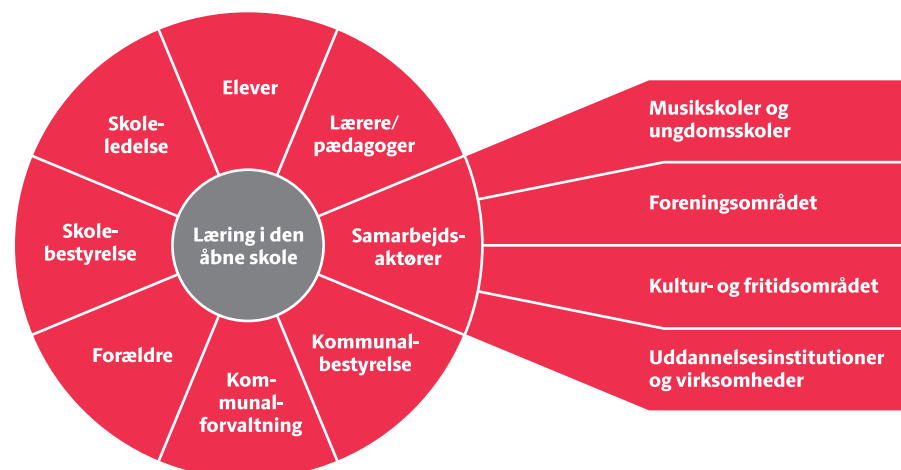 Elever
Lærere/
pædagoger
Samarbejds-
aktører
Kommunal-
bestyrelse
Kom-
munal-
forvaltning
Forældre
Skole-
bestyrelse
Skole-
ledelse
Læring i den
åbne skole
Musikskoler og
ungdomsskoler
Foreningsområdet
Kultur- og fritidsområdet
Uddannelsesinstitutioner
og virksomheder